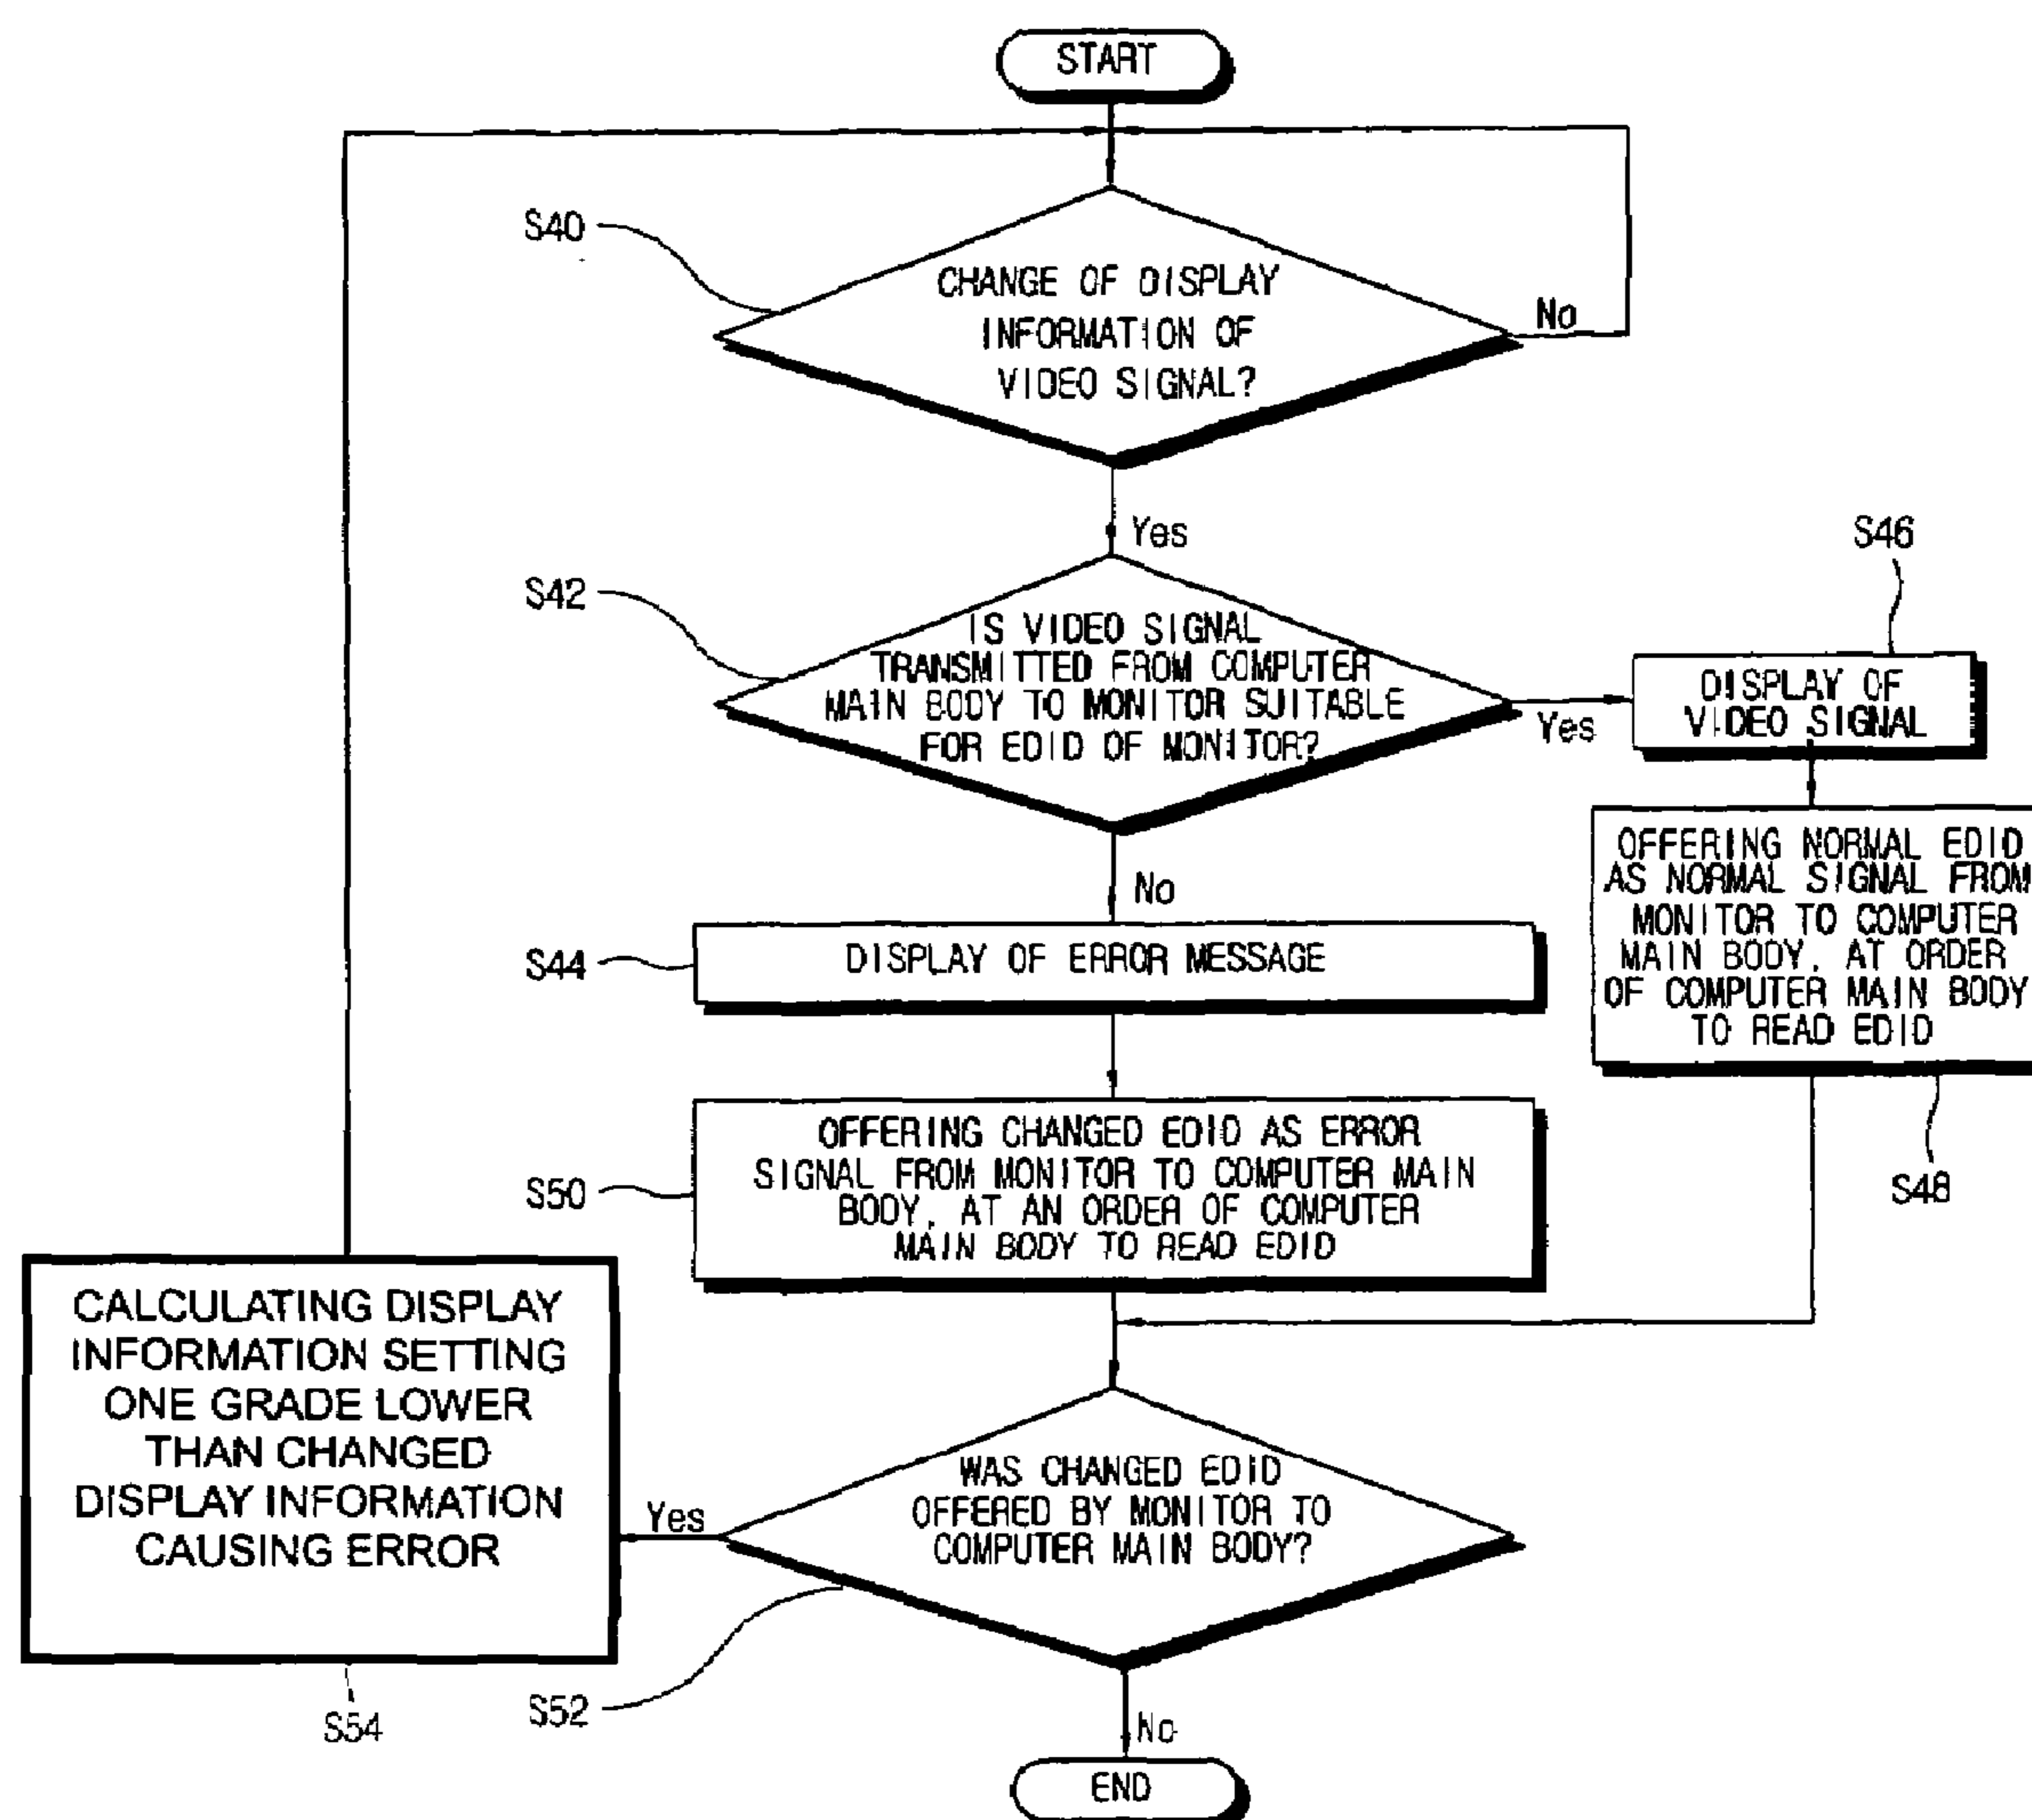 START
S40
CHANGE OF DISPLAY
INFORMATION OF
VIDEO SIGNAL?
No
Yes
S42
IS VIDEO SIGNAL
TRANSMITTED FROM COMPUTER
MAIN BODY TO MONITOR SUITABLE
FOR EDID OF MONITOR?
Yes
S46
DISPLAY OF
VIDEO SIGNAL
OFFERING NORMAL EDID
AS NORMAL SIGNAL FROM
MONITOR TO COMPUTER
MAIN BODY, AT ORDER
OF COMPUTER MAIN BODY
TO READ EDID
S48
No
S44
DISPLAY OF ERROR MESSAGE
S50
OFFERING CHANGED EDID AS ERROR
SIGNAL FROM MONITOR TO COMPUTER MAIN
BODY, AT AN ORDER OF COMPUTER
MAIN BODY TO READ EDID
CALCULATING DISPLAY
INFORMATION SETTING
ONE GRADE LOWER
THAN CHANGED
DISPLAY INFORMATION
CAUSING ERROR
S54
Yes
WAS CHANGED EDID
OFFERED BY MONITOR TO
COMPUTER MAIN BODY?
S52
No
END